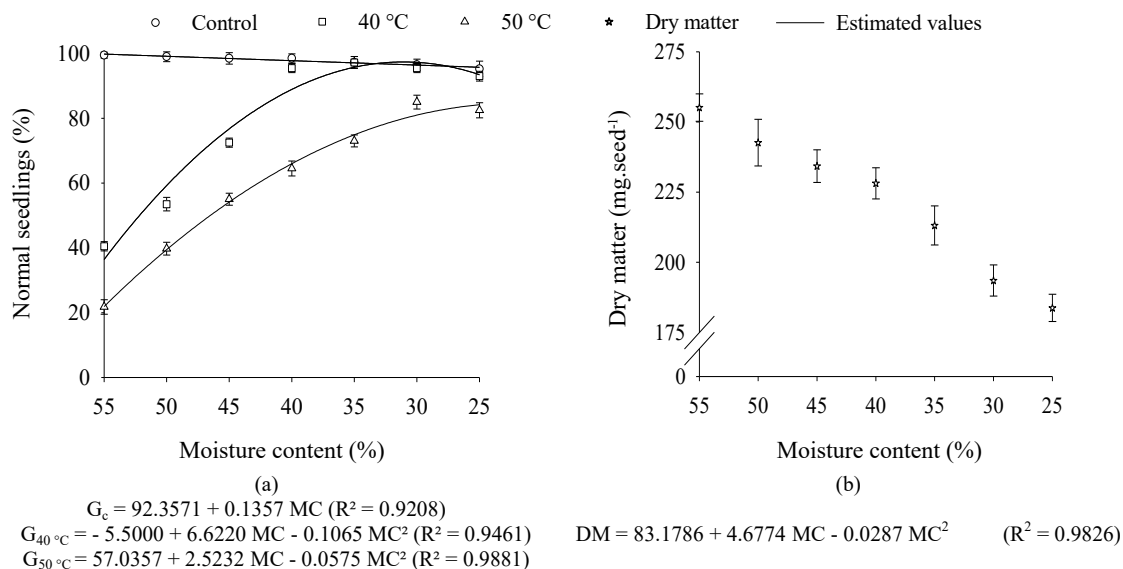 Control 40 °C 50 °C Dry matter Estimated values
100
80
60
40
20
0
Normal seedlings (%)
55 50 45 40 35 30 25
Moisture content (%)
(a)
275
250
225
200
175
0
Dry matter (mg.seed⁻¹)
55 50 45 40 35 30 25
Moisture content (%)
(b)
G_c = 92.3571 + 0.1357 MC (R² = 0.9208)
G_40 °C = - 5.5000 + 6.6220 MC - 0.1065 MC² (R² = 0.9461)
G_50 °C = 57.0357 + 2.5232 MC - 0.0575 MC² (R² = 0.9881)
DM = 83.1786 + 4.6774 MC - 0.0287 MC² (R² = 0.9826)